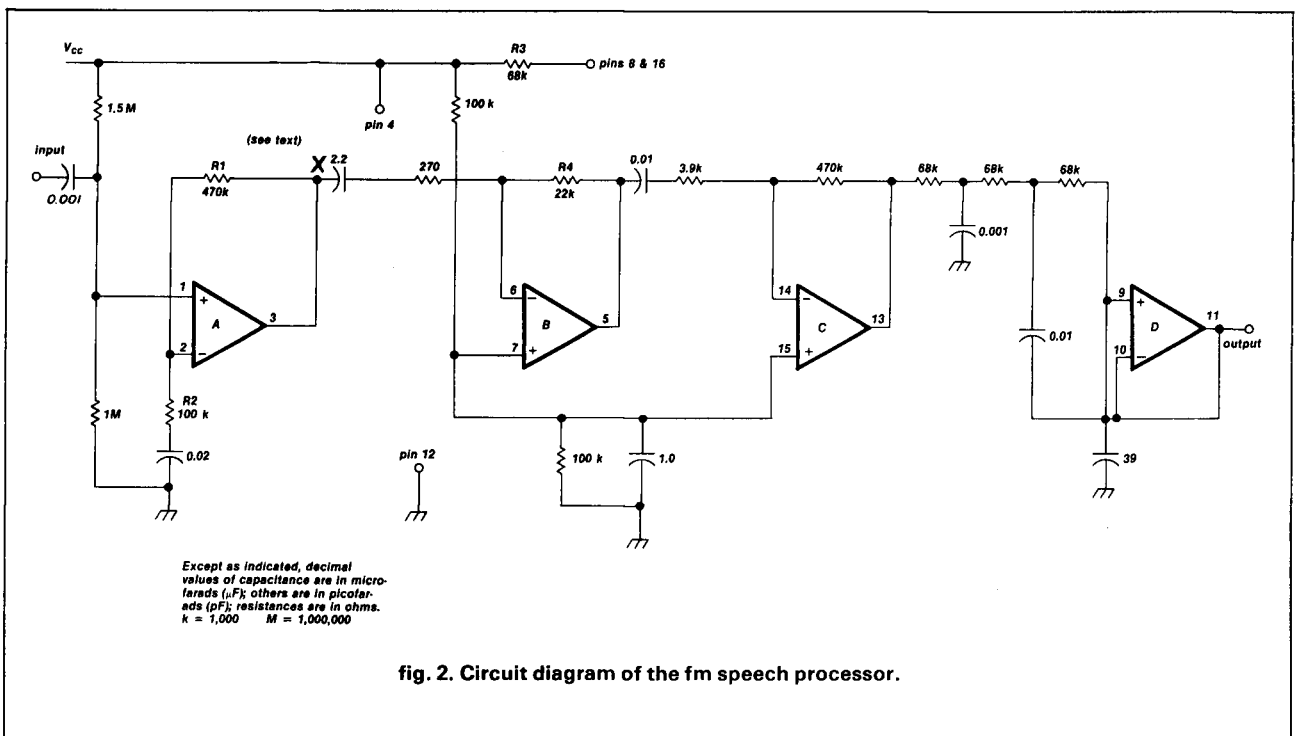 Vcc
R3
68k
pins 8 & 16
1.5 M
100 k
pin 4
(see text)
input
0.001
R1
470k
X
2.2
270
R4
22k
0.01
3.9k
470k
68k
68k
68k
0.001
1
+
A
3
2
−
6
−
B
5
7
+
14
−
C
13
15
+
9
+
D
11
10
−
output
0.01
1M
R2
100 k
0.02
pin 12
100 k
1.0
39
Except as indicated, decimal
values of capacitance are in micro-
farads (μF); others are in picofar-
ads (pF); resistances are in ohms.
k = 1,000 M = 1,000,000
fig. 2. Circuit diagram of the fm speech processor.